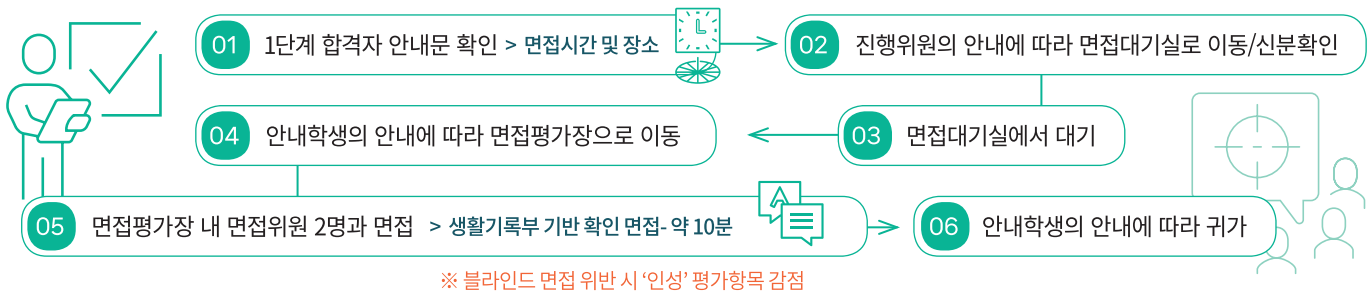 01 1단계 합격자 안내문 확인 > 면접시간 및 장소
02 진행위원의 안내에 따라 면접대기실로 이동/신분확인
03 면접대기실에서 대기
04 안내학생의 안내에 따라 면접평가장으로 이동
05 면접평가장 내 면접위원 2명과 면접 > 생활기록부 기반 확인 면접- 약 10분
A
06 안내학생의 안내에 따라 귀가
※ 블라인드 면접 위반 시 ‘인성’ 평가항목 감점